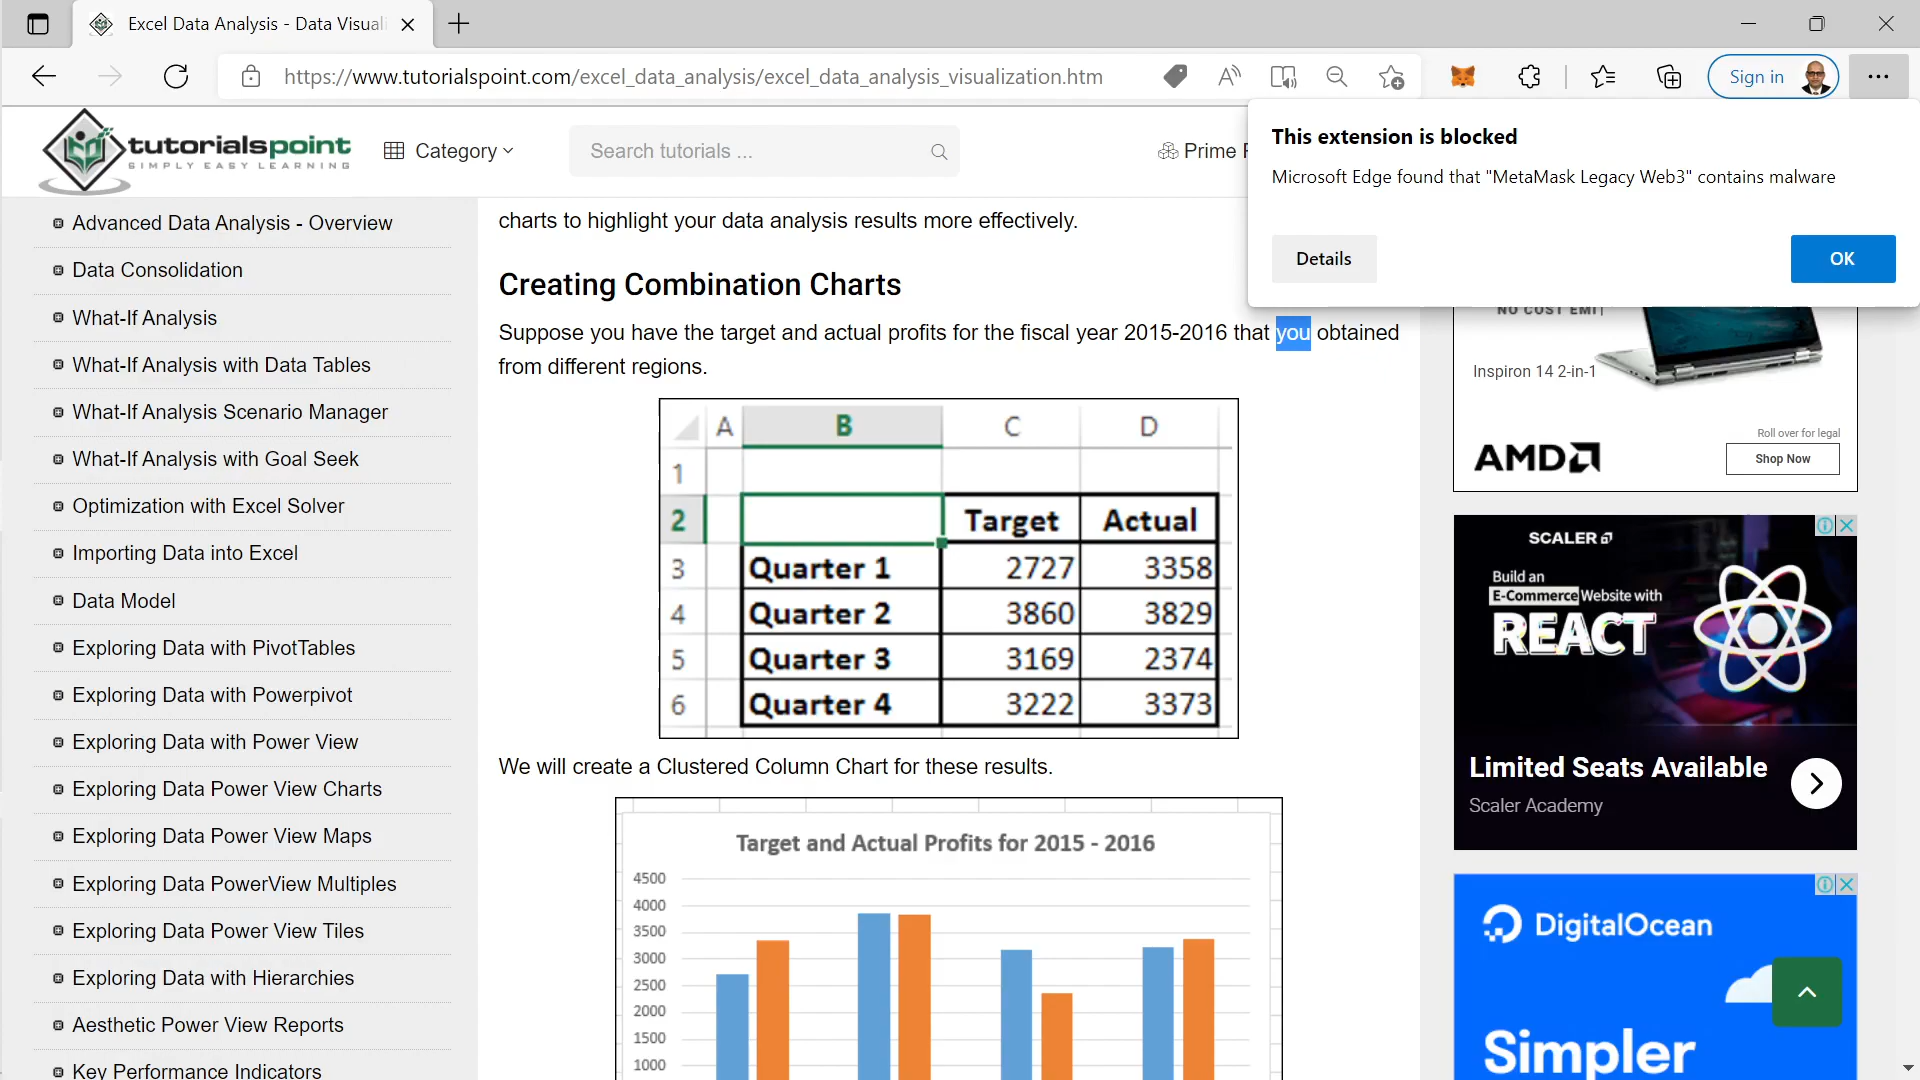 Excel Data Analysis - Data Visual
https://www.tutorialspoint.com/excel_data_analysis/excel_data_analysis_visualization.htm
Sign in
tutorialspoint
SIMPLY EASY LEARNING
Category
Search tutorials ...
Prime
This extension is blocked
Microsoft Edge found that "MetaMask Legacy Web3" contains malware
Details
OK
Advanced Data Analysis - Overview
Data Consolidation
What-If Analysis
What-If Analysis with Data Tables
What-If Analysis Scenario Manager
What-If Analysis with Goal Seek
Optimization with Excel Solver
Importing Data into Excel
Data Model
Exploring Data with PivotTables
Exploring Data with Powerpivot
Exploring Data with Power View
Exploring Data Power View Charts
Exploring Data Power View Maps
Exploring Data PowerView Multiples
Exploring Data Power View Tiles
Exploring Data with Hierarchies
Aesthetic Power View Reports
Key Performance Indicators
charts to highlight your data analysis results more effectively.
Creating Combination Charts
Suppose you have the target and actual profits for the fiscal year 2015-2016 that you obtained
from different regions.
A B C D
1
2 Target Actual
3 Quarter 1 2727 3358
4 Quarter 2 3860 3829
5 Quarter 3 3169 2374
6 Quarter 4 3222 3373
We will create a Clustered Column Chart for these results.
Target and Actual Profits for 2015 - 2016
4500
4000
3500
3000
2500
2000
1500
1000
NO COST EMI
Inspiron 14 2-in-1
Roll over for legal
AMD
Shop Now
SCALER
Build an
E-Commerce Website with
REACT
Limited Seats Available
Scaler Academy
DigitalOcean
Simpler